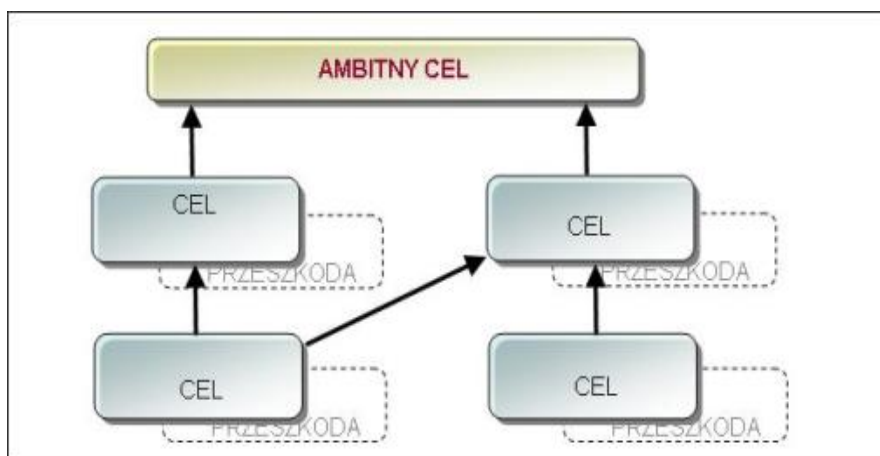 AMBITNY CEL
CEL
CEL
PRZESZKODA
PRZESZKODA
CEL
CEL
PRZESZKODA
PRZESZKODA